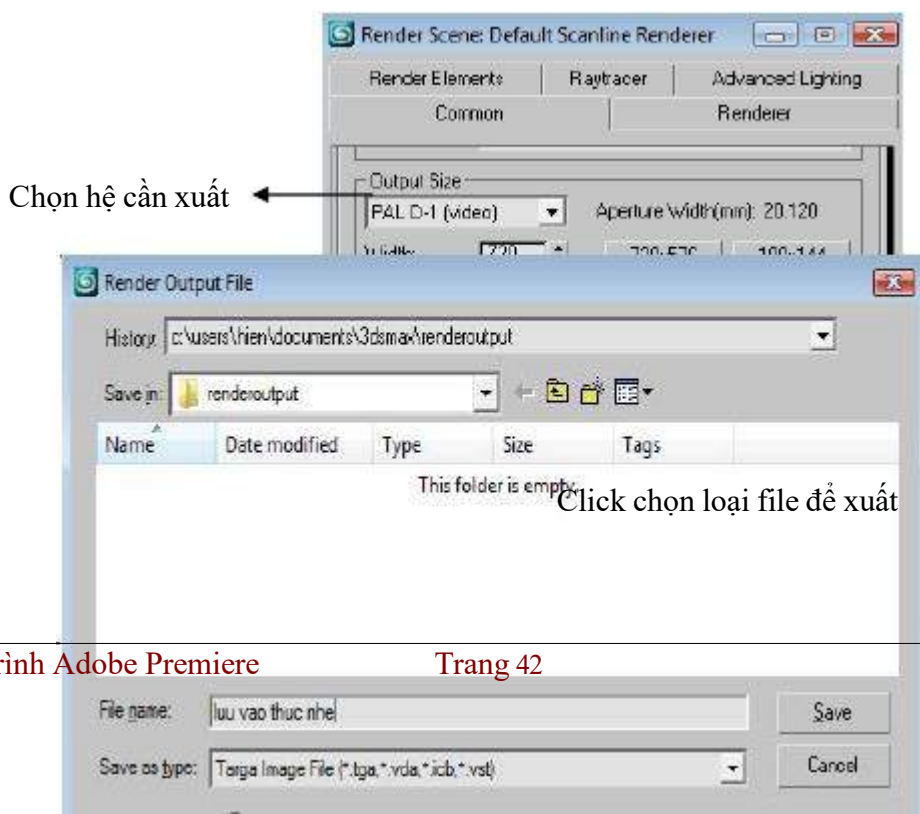 Render Scene: Default Scanline Renderer
Render Elements Raytracer Advanced Lighting
Common Renderer
Output Size
Chọn hệ cần xuất
PAL D-1 (video) Aperture Width(mm): 20.120
Width: 720 720x576
Render Output File
History: c:\users\hien\documents\3dsmax\renderoutput
Save in: renderoutput
Name Date modified Type Size Tags
This folder is empty.
Click chọn loại file để xuất
rình Adobe Premiere Trang 42
File name: luu vao thuc nhe Save
Save as type: Targa Image File (*.tga,*.vda,*.icb,*.vst) Cancel